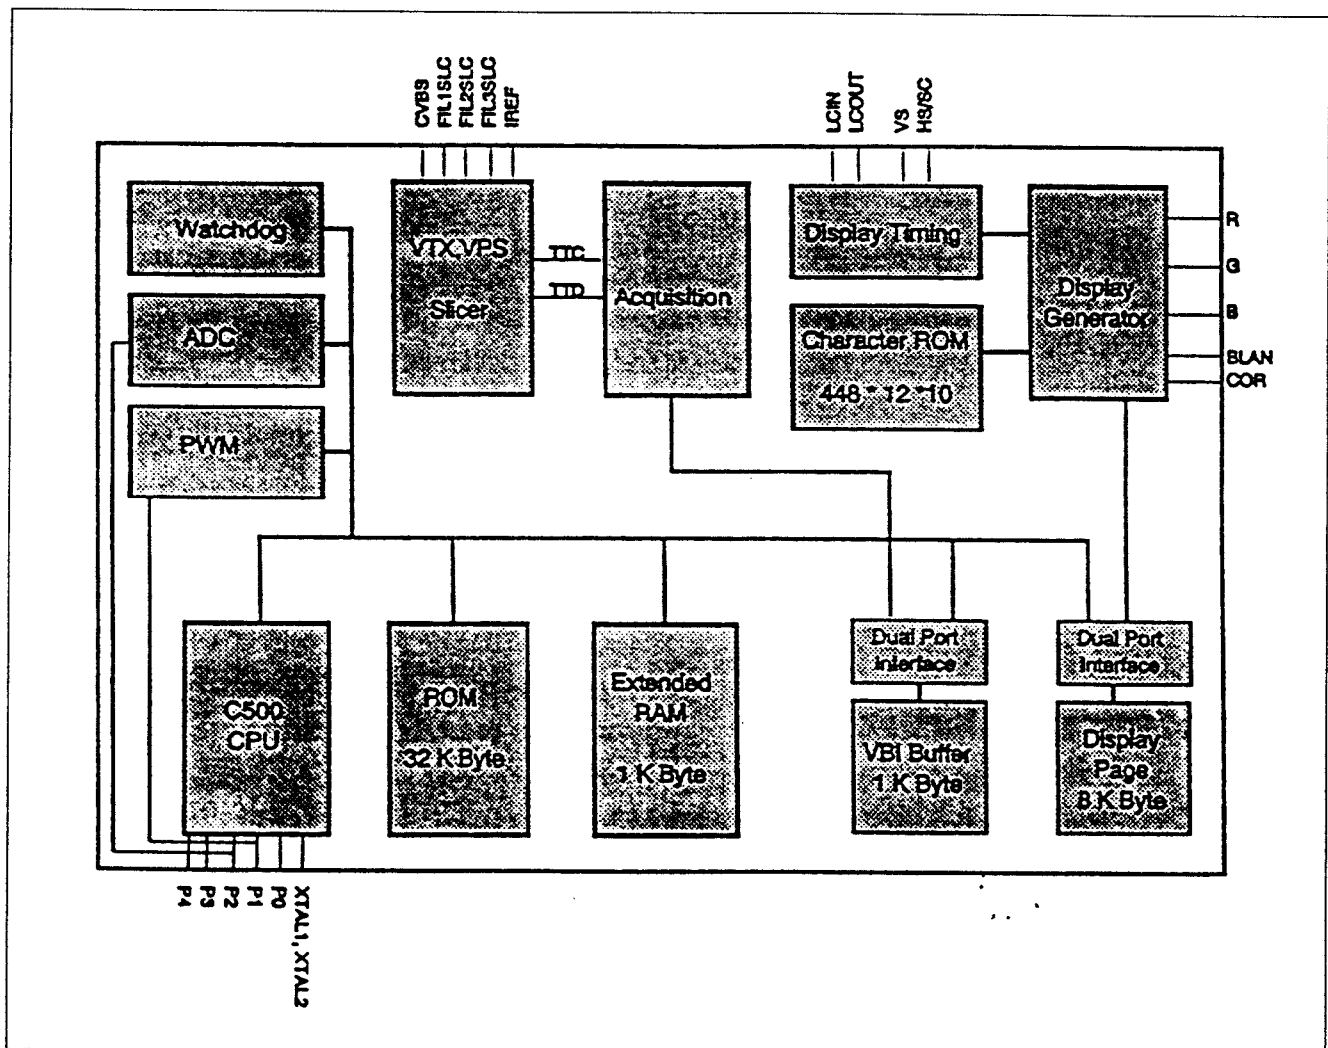 CVBS
FIL1SLC
FIL2SLC
FIL3SLC
IREF
LCIN
LCOUT
VS
HS/SC
Watchdog
ADC
PWM
VTX,VPS
Slicer
TTC
TTD
Acquisition
Display Timing
Character ROM
448 * 12 *10
Display
Generator
R
G
B
BLAN
COR
C500
CPU
ROM
32 K Byte
Extended
RAM
1 K Byte
Dual Port
Interface
VBI Buffer
1 K Byte
Dual Port
Interface
Display
Page
8 K Byte
P4
P3
P2
P1
P0
XTAL1, XTAL2